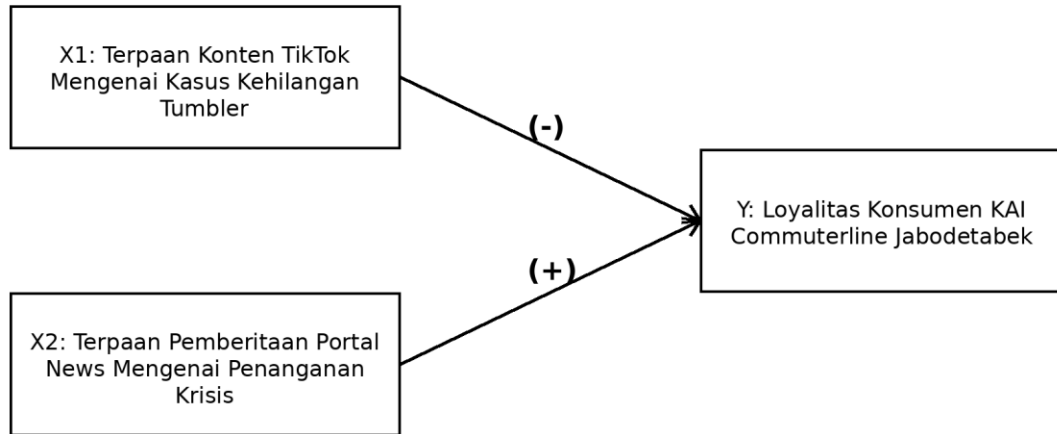 X1: Terpaan Konten TikTok
Mengenai Kasus Kehilangan
Tumbler
(-)
Y: Loyalitas Konsumen KAI
Commuterline Jabodetabek
(+)
X2: Terpaan Pemberitaan Portal
News Mengenai Penanganan
Krisis